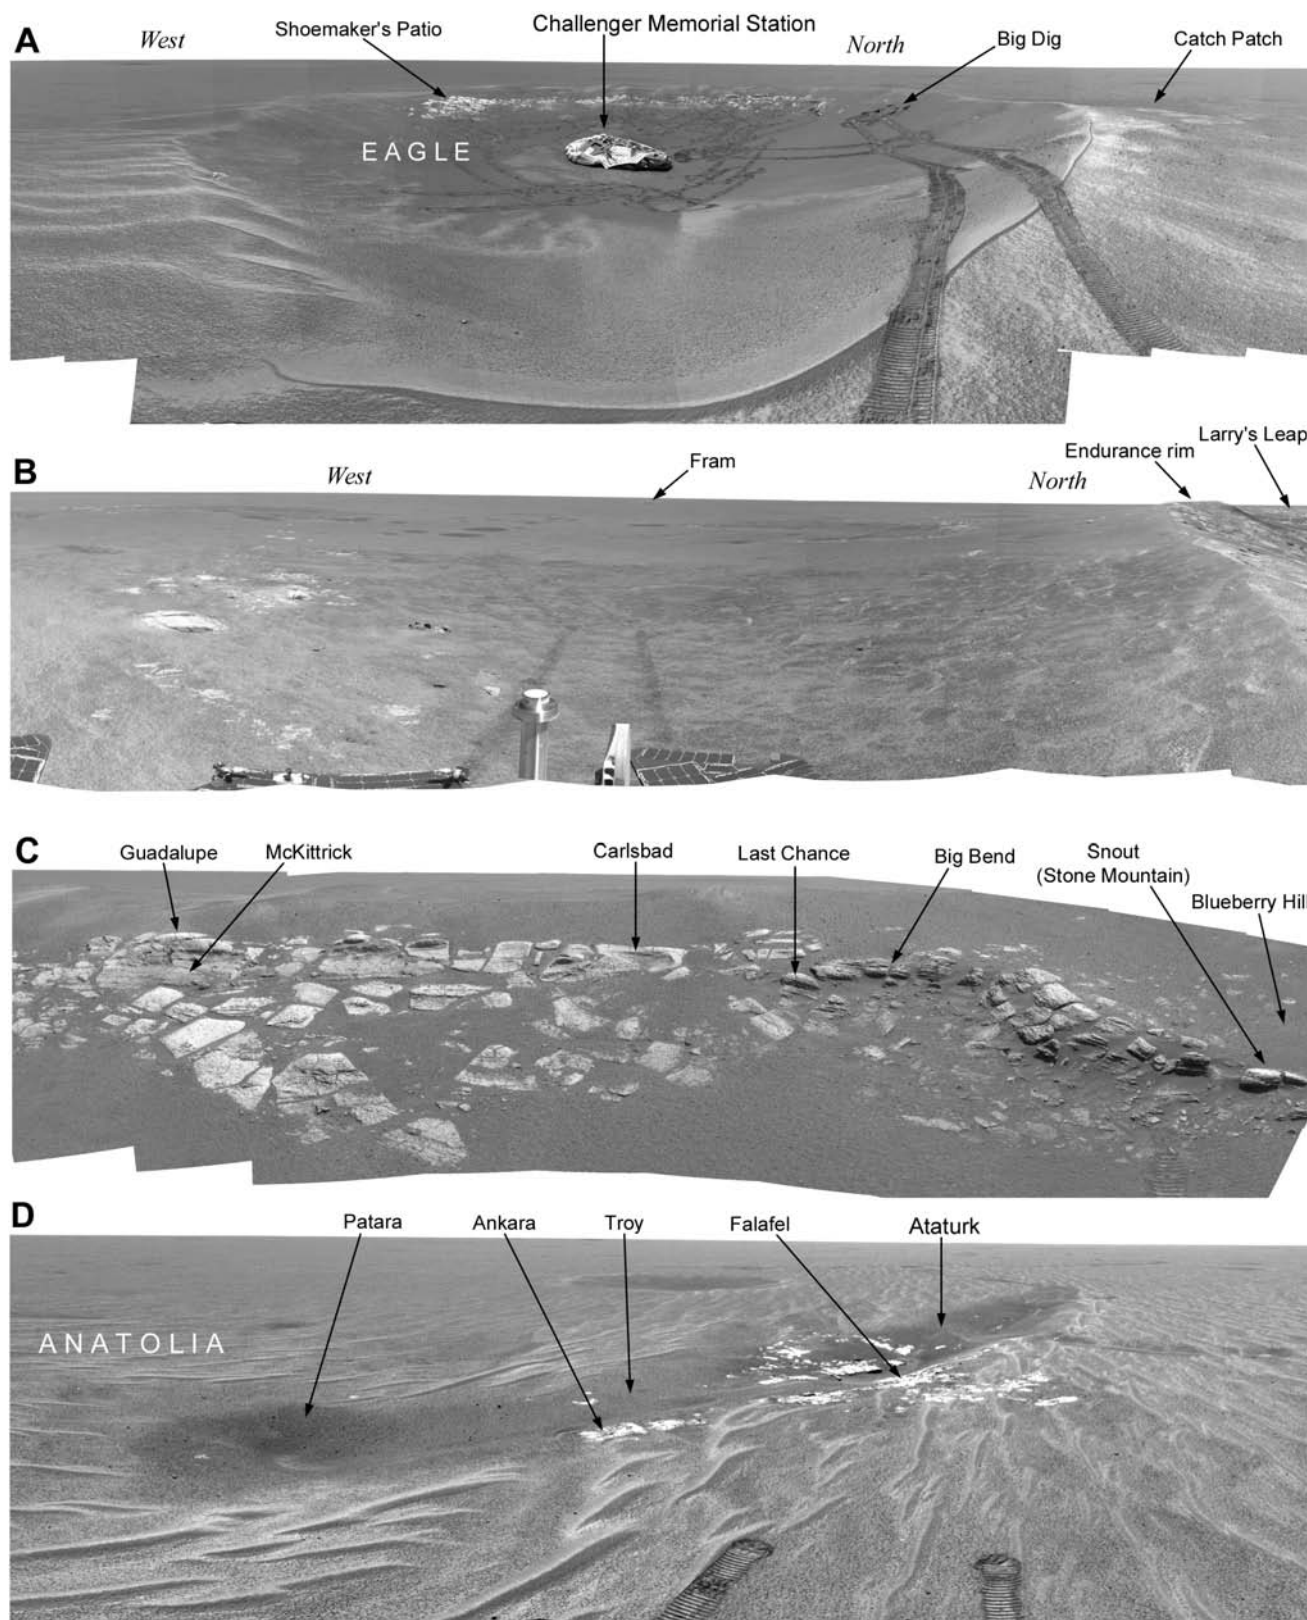 A
West
Shoemaker's Patio
Challenger Memorial Station
North
Big Dig
Catch Patch
EAGLE
B
West
Fram
North
Endurance rim
Larry's Leap
C
Guadalupe
McKittrick
Carlsbad
Last Chance
Big Bend
Snout
(Stone Mountain)
Blueberry Hill
D
Patara
Ankara
Troy
Falafel
Ataturk
ANATOLIA